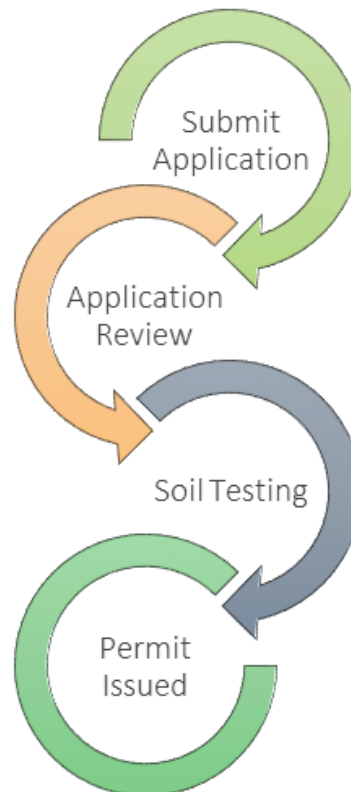 Submit
Application
Application
Review
Soil Testing
Permit
Issued